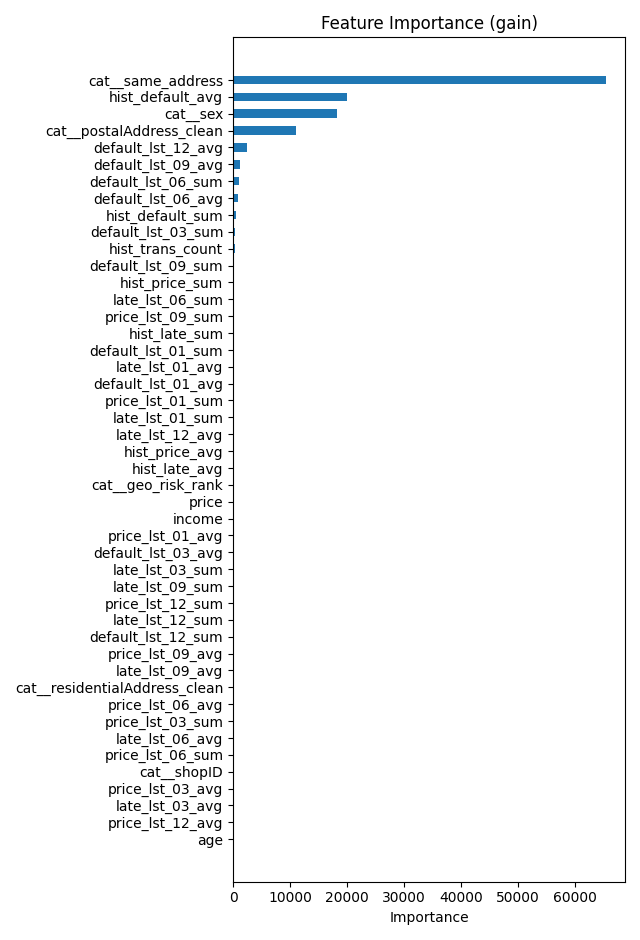 Feature Importance (gain)
cat__same_address
hist_default_avg
cat__sex
cat__postalAddress_clean
default_lst_12_avg
default_lst_09_avg
default_lst_06_sum
default_lst_06_avg
hist_default_sum
default_lst_03_sum
hist_trans_count
default_lst_09_sum
hist_price_sum
late_lst_06_sum
price_lst_09_sum
hist_late_sum
default_lst_01_sum
late_lst_01_avg
default_lst_01_avg
price_lst_01_sum
late_lst_01_sum
late_lst_12_avg
hist_price_avg
hist_late_avg
cat__geo_risk_rank
price
income
price_lst_01_avg
default_lst_03_avg
late_lst_03_sum
late_lst_09_sum
price_lst_12_sum
late_lst_12_sum
default_lst_12_sum
price_lst_09_avg
late_lst_09_avg
cat__residentialAddress_clean
price_lst_06_avg
price_lst_03_sum
late_lst_06_avg
price_lst_06_sum
cat__shopID
price_lst_03_avg
late_lst_03_avg
price_lst_12_avg
age
0 10000 20000 30000 40000 50000 60000
Importance